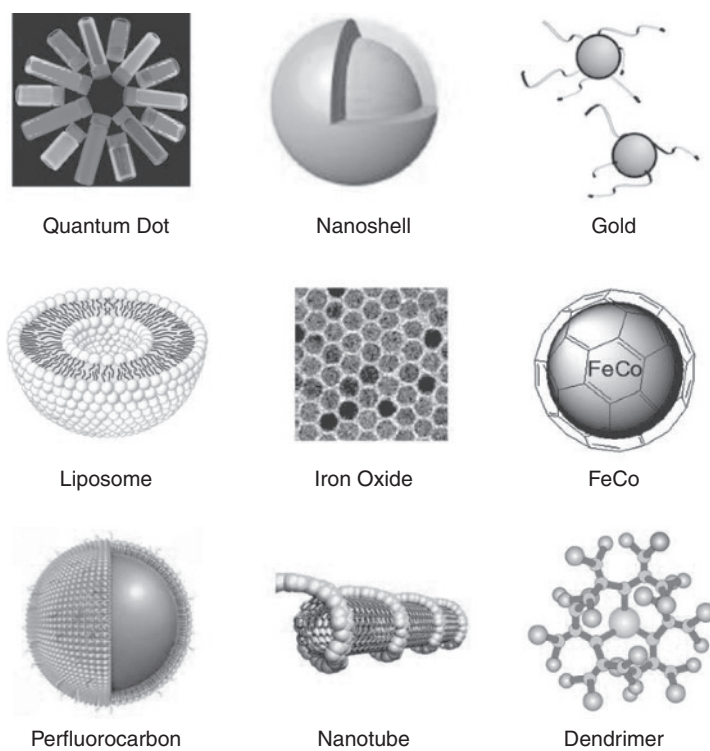 Quantum Dot
Nanoshell
Gold
Liposome
Iron Oxide
FeCo
FeCo
Perfluorocarbon
Nanotube
Dendrimer